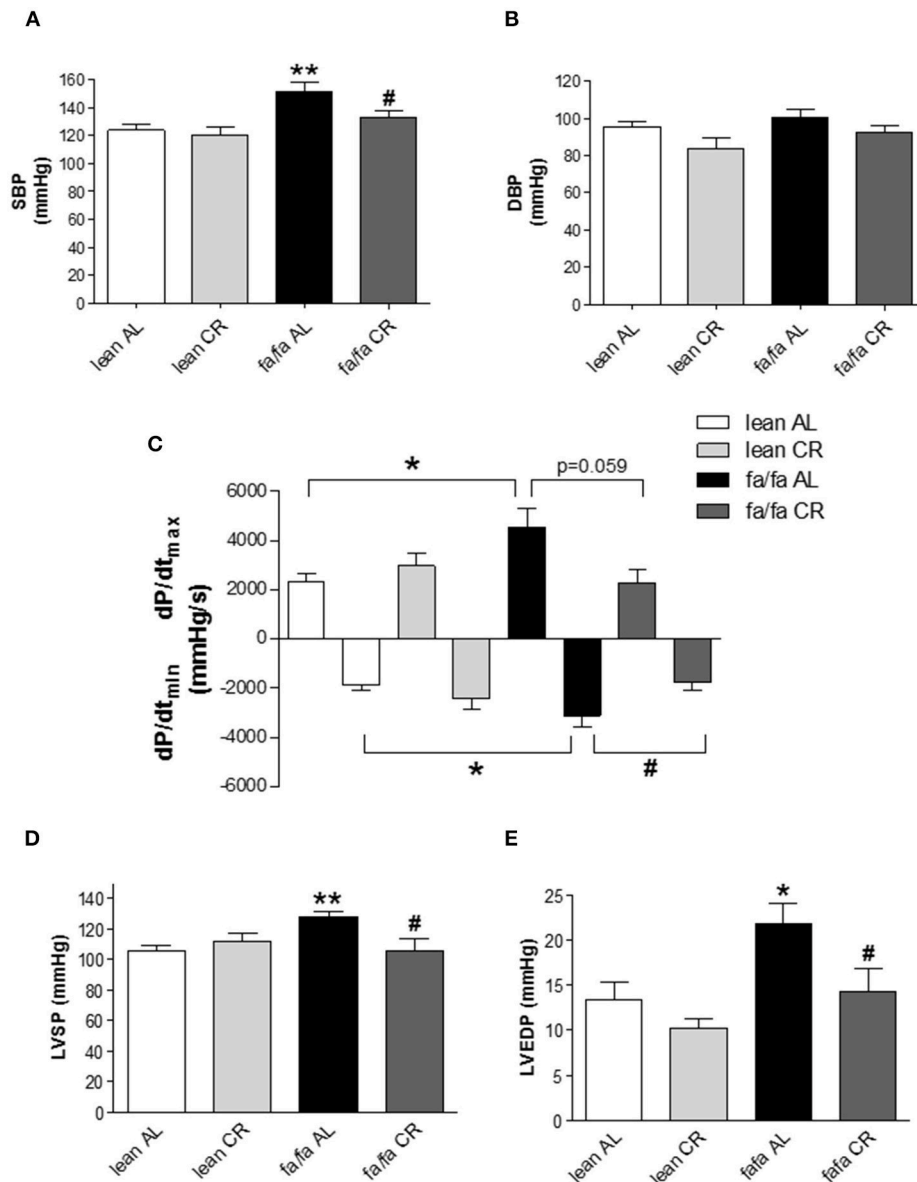 A
SBP
(mmHg)
160
140
120
100
80
60
40
20
0
**
#
lean AL
lean CR
fa/fa AL
fa/fa CR
B
DBP
(mmHg)
120
100
80
60
40
20
0
lean AL
lean CR
fa/fa AL
fa/fa CR
C
lean AL
lean CR
fa/fa AL
fa/fa CR
dP/dtmin dP/dtmax
(mmHg/s)
6000
4000
2000
0
-2000
-4000
-6000
*
p=0.059
*
#
D
LVSP (mmHg)
140
120
100
80
60
40
20
0
**
#
lean AL
lean CR
fa/fa AL
fa/fa CR
E
LVEDP (mmHg)
25
20
15
10
5
0
*
#
lean AL
lean CR
fafa AL
fafa CR